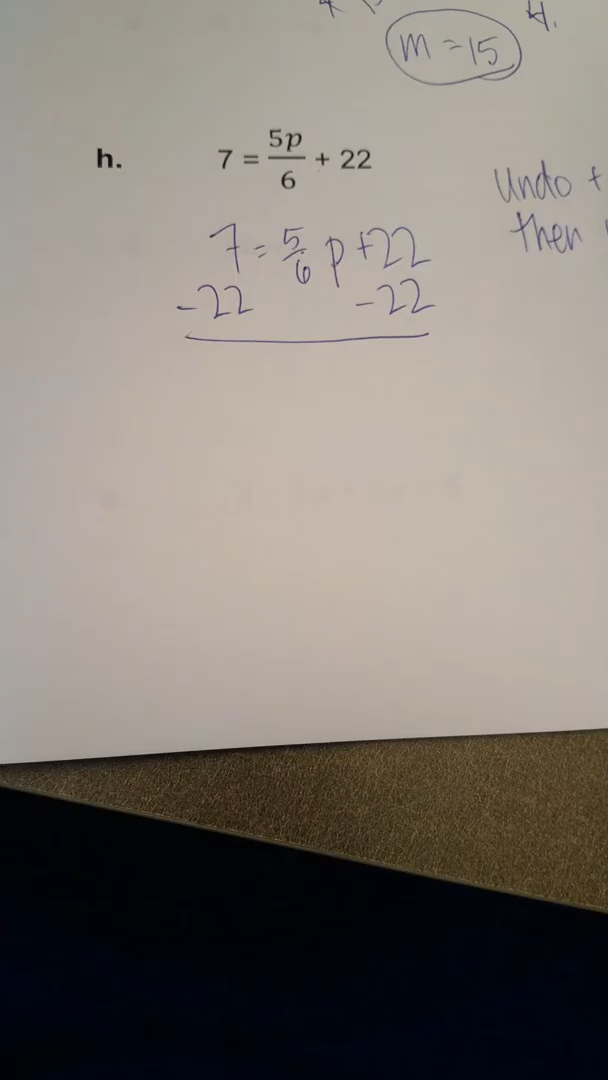 m = 15
h. 7 = 5p/6 + 22
7 = 5/6 p + 22
-22 -22
Undo +
then